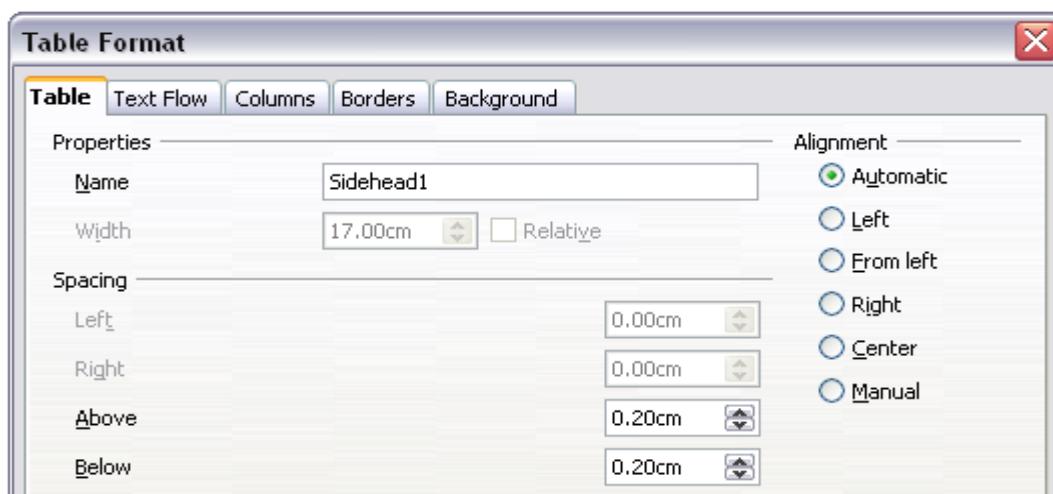 Table Format
Table Text Flow Columns Borders Background
Properties
Name Sidehead1
Width 17.00cm Relative
Spacing
Left 0.00cm
Right 0.00cm
Above 0.20cm
Below 0.20cm
Alignment
Automatic
Left
From left
Right
Center
Manual